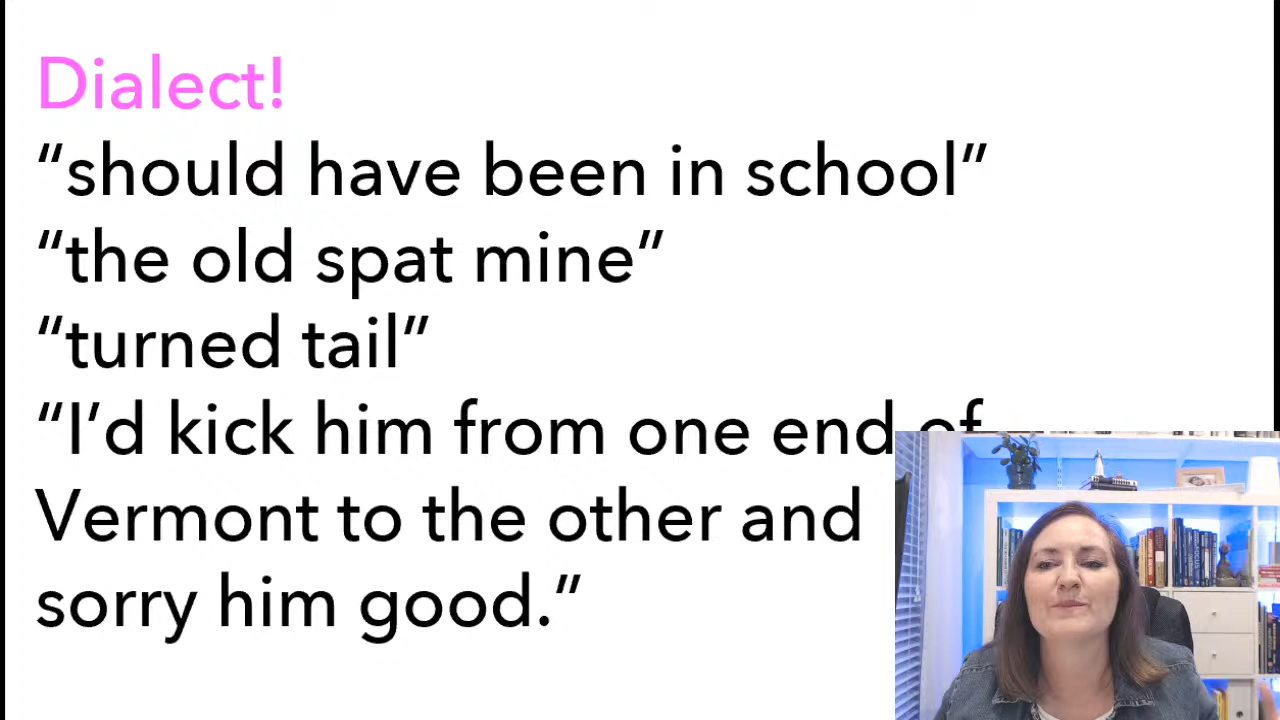 Dialect!
“should have been in school”
“the old spat mine”
“turned tail”
“I’d kick him from one end of
Vermont to the other and
sorry him good.”